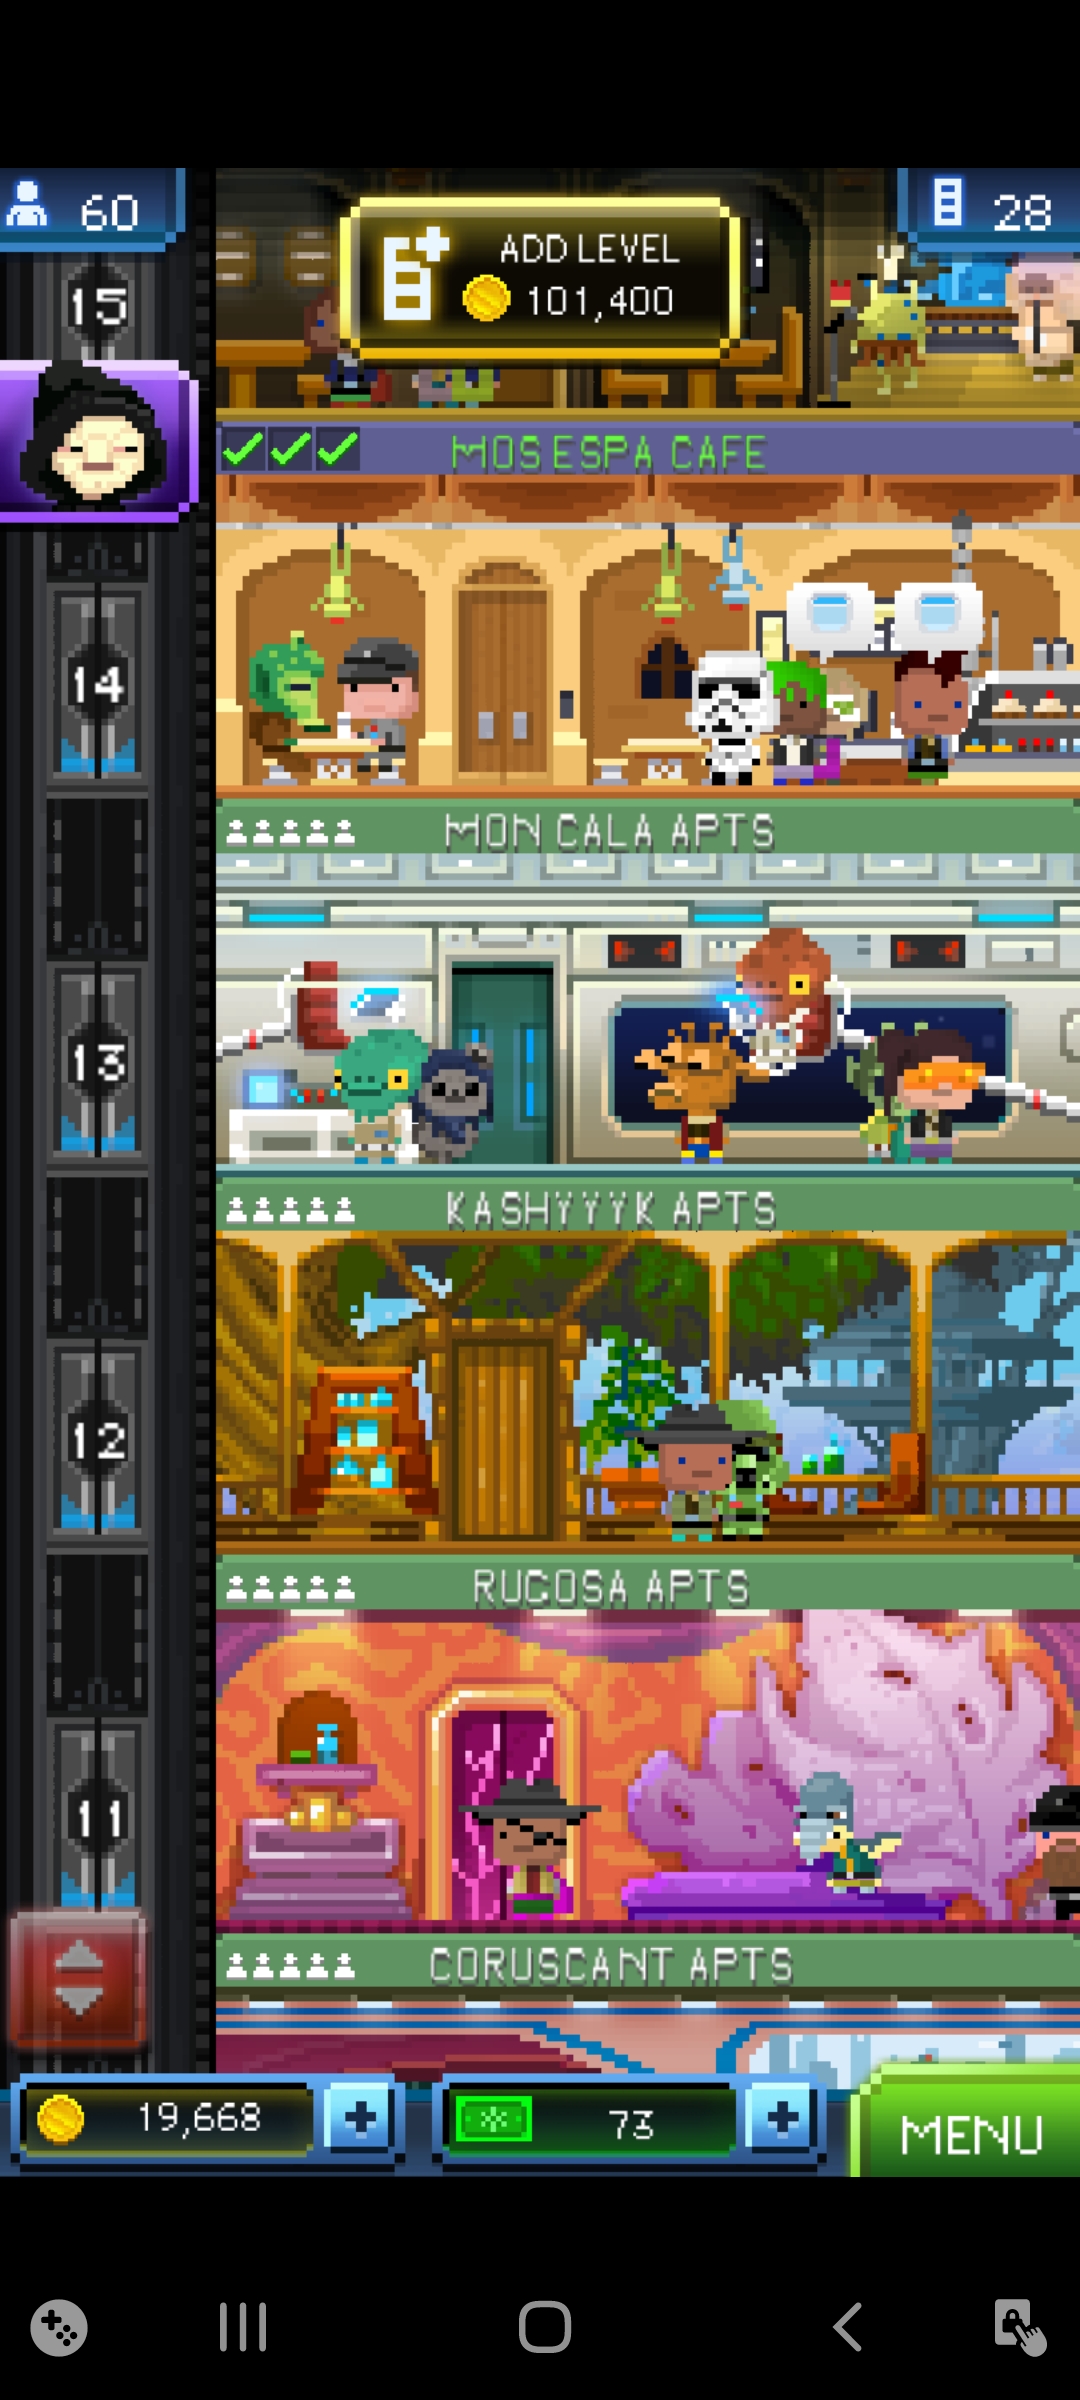 60
28
ADD LEVEL
101,400
15
MOS ESPA CAFE
14
MON CALA APTS
13
KASHYYYK APTS
12
RUCOSA APTS
11
CORUSCANT APTS
19,668
73
MENU